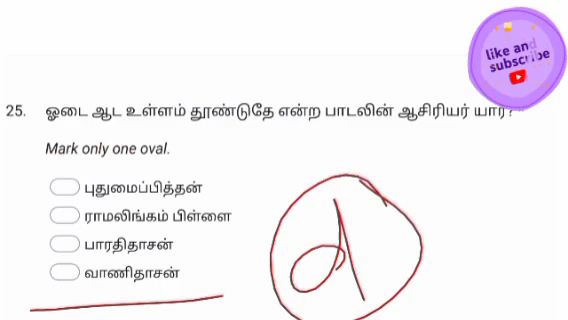 like and
subscribe
25. ஓடை ஆட உள்ளம் தூண்டுதே என்ற பாடலின் ஆசிரியர் யார்?
Mark only one oval.
புதுமைப்பித்தன்
ராமலிங்கம் பிள்ளை
பாரதிதாசன்
வாணிதாசன்